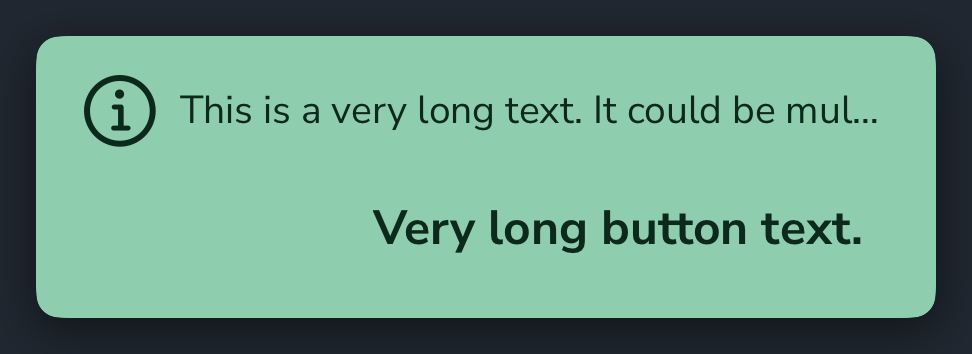 This is a very long text. It could be mul...
Very long button text.